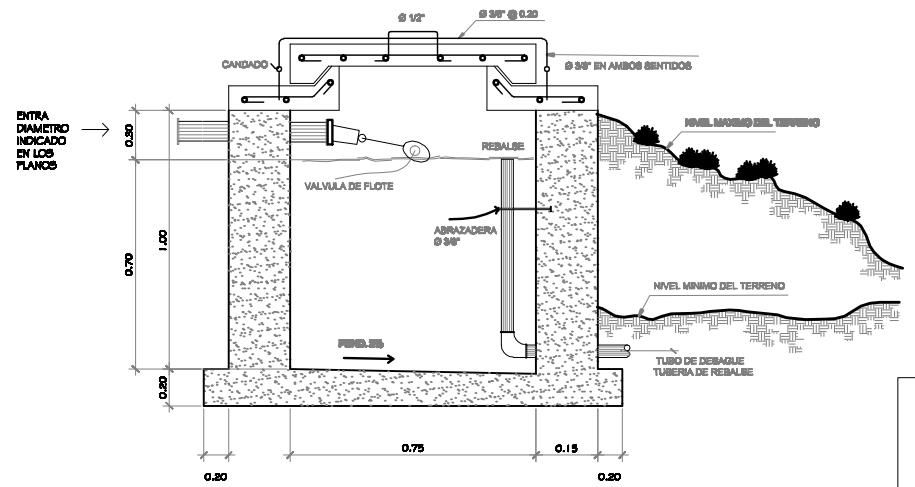 Ø 1/2"
Ø 3/8" @ 0.20
CANDADO
Ø 3/8" EN AMBOS SENTIDOS
ENTRA
DIAMETRO
INDICADO
EN LOS
PLANOS
NIVEL MAXIMO DEL TERRENO
REBALSE
VALVULA DE FLOTE
ABRAZADERA
Ø 3/8"
NIVEL MINIMO DEL TERRENO
PEND. 2%
TUBO DE DESAGUE
TUBERIA DE REBALSE
0.30
1.00
0.70
0.20
0.75
0.15
0.20
0.20